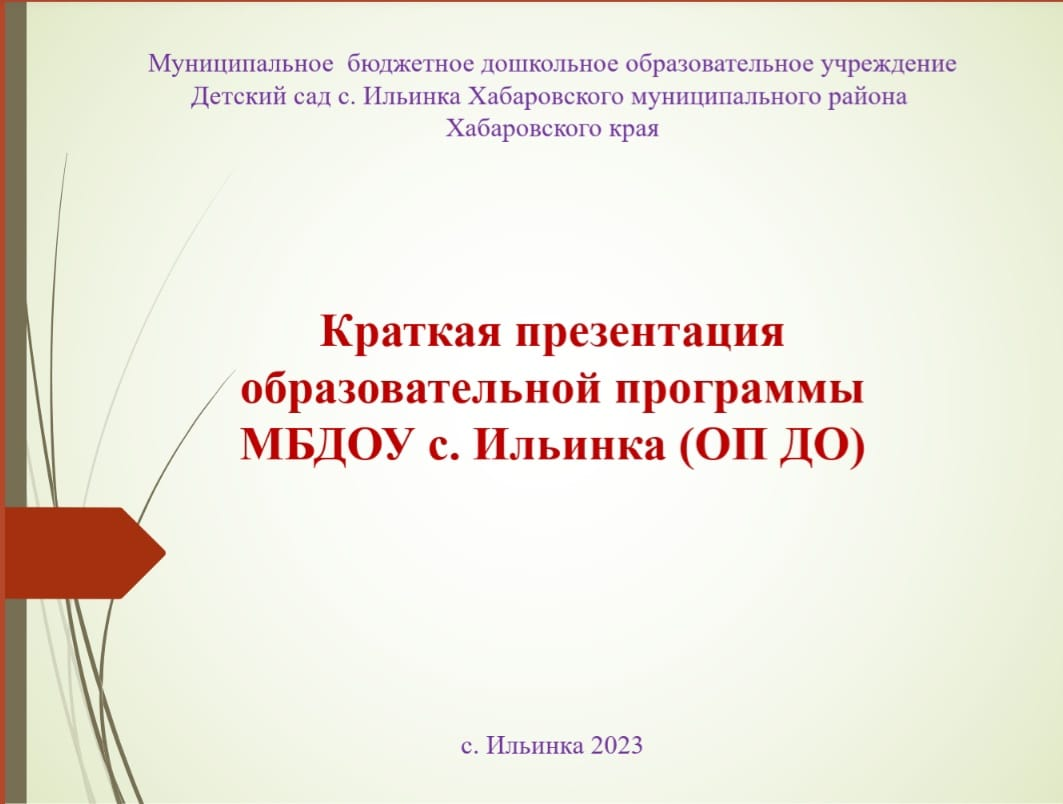 Муниципальное бюджетное дошкольное образовательное учреждение
Детский сад с. Ильинка Хабаровского муниципального района
Хабаровского края
Краткая презентация
образовательной программы
МБДОУ с. Ильинка (ОП ДО)
с. Ильинка 2023